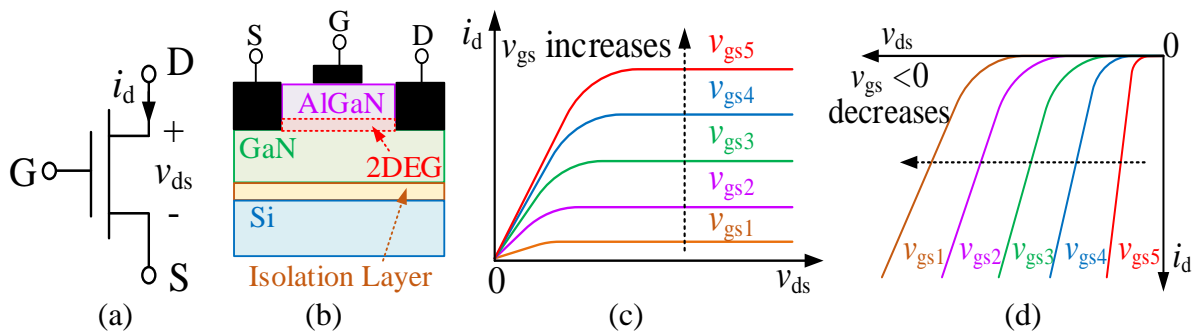 D
i_d
+
G
v_ds
-
S
(a)
S
G
D
AlGaN
GaN
2DEG
Si
Isolation Layer
(b)
i_d
v_gs increases
v_gs5
v_gs4
v_gs3
v_gs2
v_gs1
0
v_ds
(c)
v_ds
0
v_gs <0
decreases
v_gs1
v_gs2
v_gs3
v_gs4
v_gs5
i_d
(d)